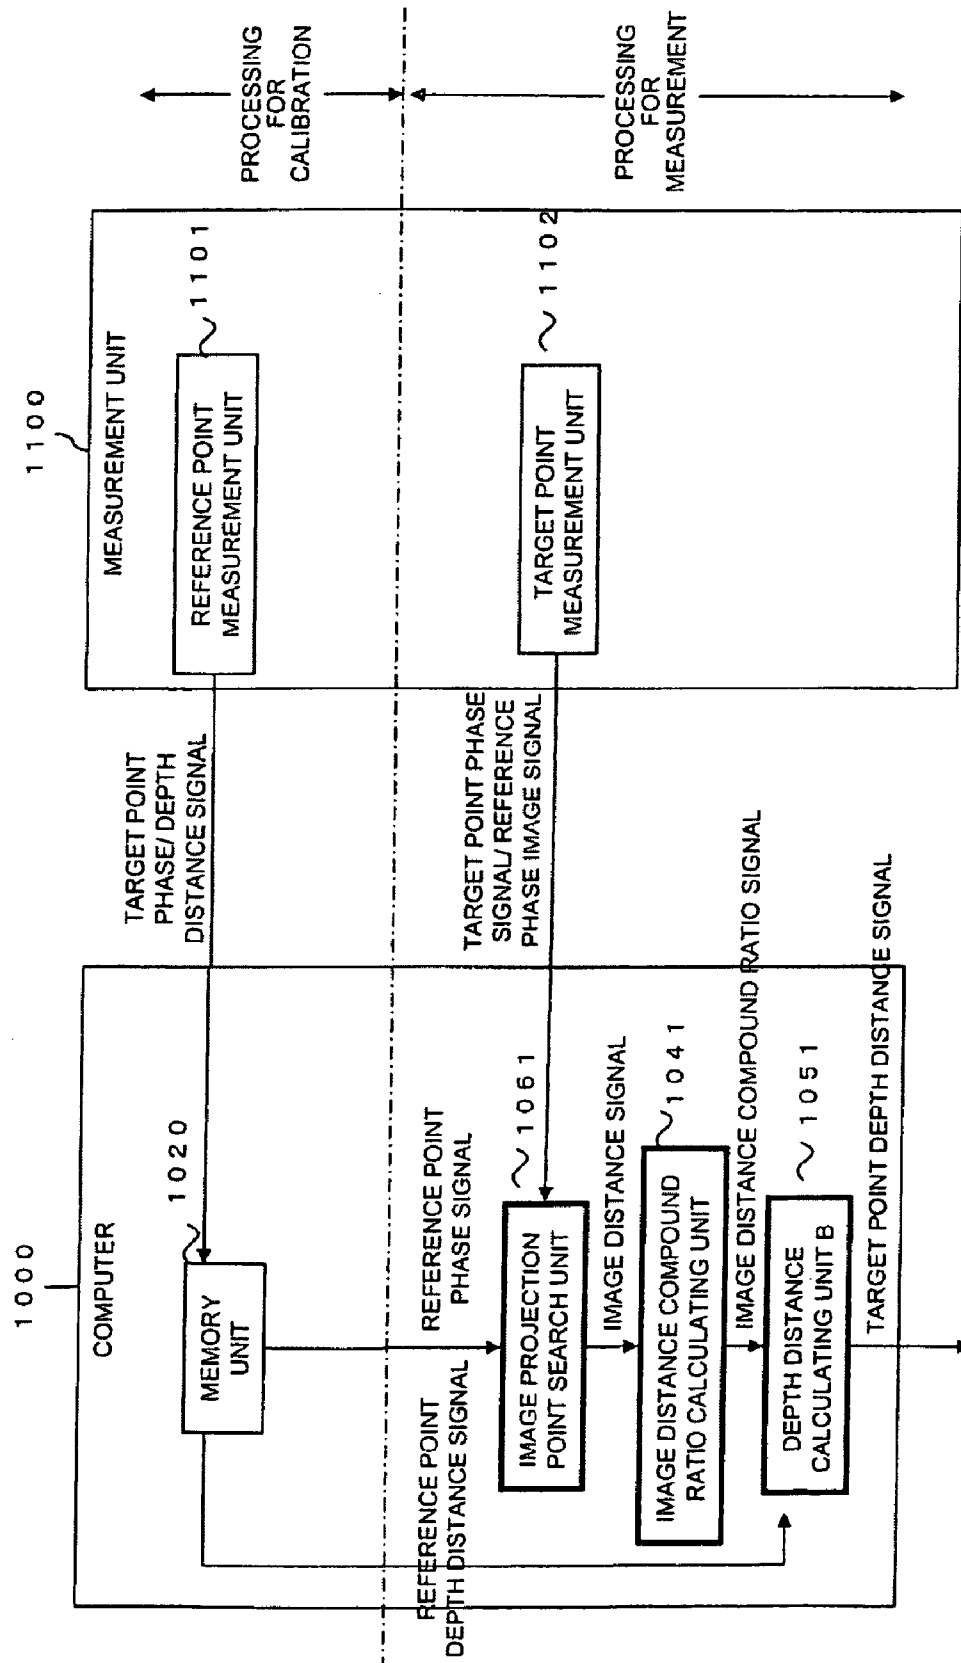 1000
COMPUTER
1020
MEMORY
UNIT
TARGET POINT
PHASE/ DEPTH
DISTANCE SIGNAL
1100
MEASUREMENT UNIT
REFERENCE POINT
MEASUREMENT UNIT
1101
PROCESSING
FOR
CALIBRATION
REFERENCE POINT
DEPTH DISTANCE SIGNAL
REFERENCE POINT
PHASE SIGNAL
IMAGE PROJECTION
POINT SEARCH UNIT
1061
TARGET POINT PHASE
SIGNAL/ REFERENCE
PHASE IMAGE SIGNAL
TARGET POINT
MEASUREMENT UNIT
1102
PROCESSING
FOR
MEASUREMENT
IMAGE DISTANCE SIGNAL
IMAGE DISTANCE COMPOUND
RATIO CALCULATING UNIT
1041
IMAGE DISTANCE COMPOUND RATIO SIGNAL
DEPTH DISTANCE
CALCULATING UNIT B
1051
TARGET POINT DEPTH DISTANCE SIGNAL